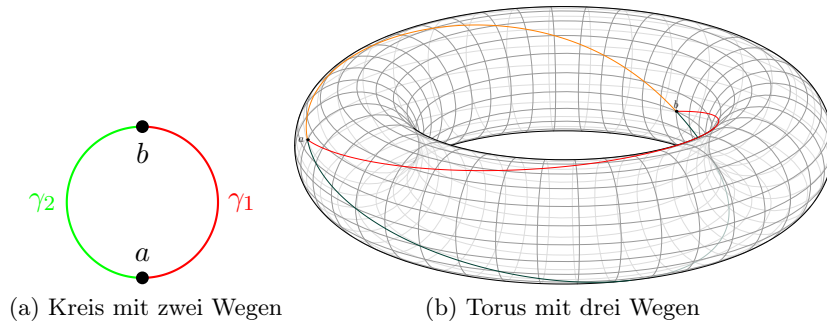 b
b
γ2 γ1
a
a
(a) Kreis mit zwei Wegen
(b) Torus mit drei Wegen